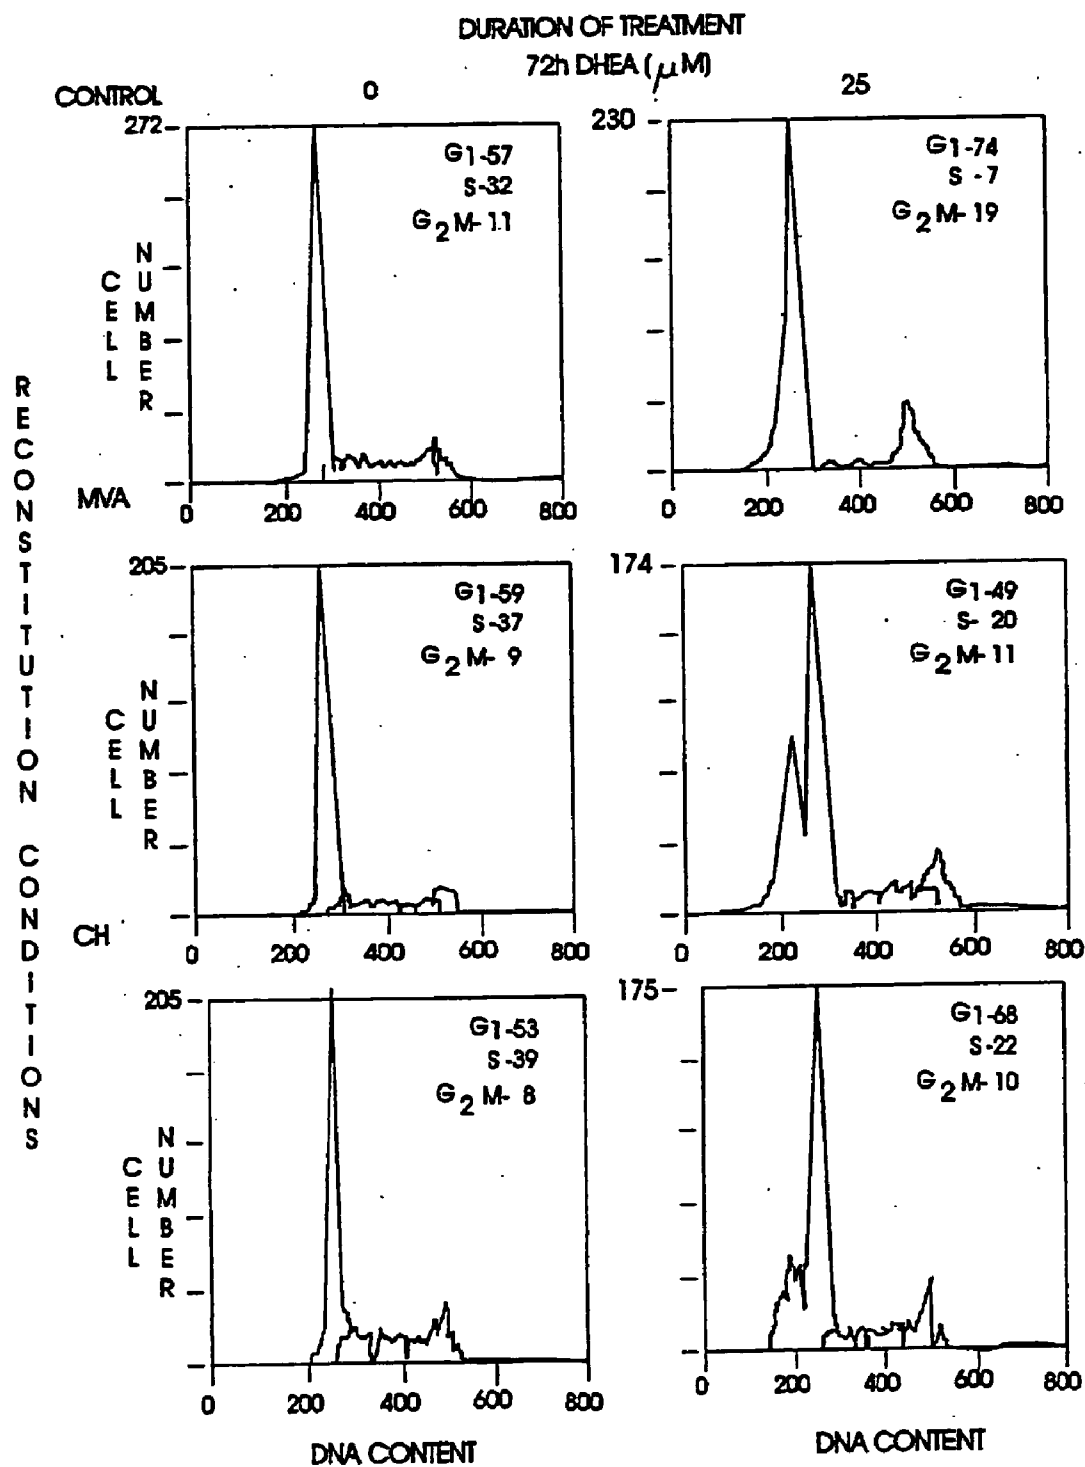 DURATION OF TREATMENT
72h DHEA (μM)
CONTROL
0
25
272
G1-57
S-32
G2M-11
CELL NUMBER
0 200 400 600 800
230
G1-74
S -7
G2M-19
0 200 400 600 800
RECONSTITUTION CONDITIONS
MVA
205
G1-59
S-37
G2M- 9
CELL NUMBER
0 200 400 600 800
174
G1-49
S- 20
G2M-11
0 200 400 600 800
CH
205
G1-53
S-39
G2M- 8
CELL NUMBER
0 200 400 600 800
DNA CONTENT
175
G1-68
S-22
G2M-10
0 200 400 600 800
DNA CONTENT